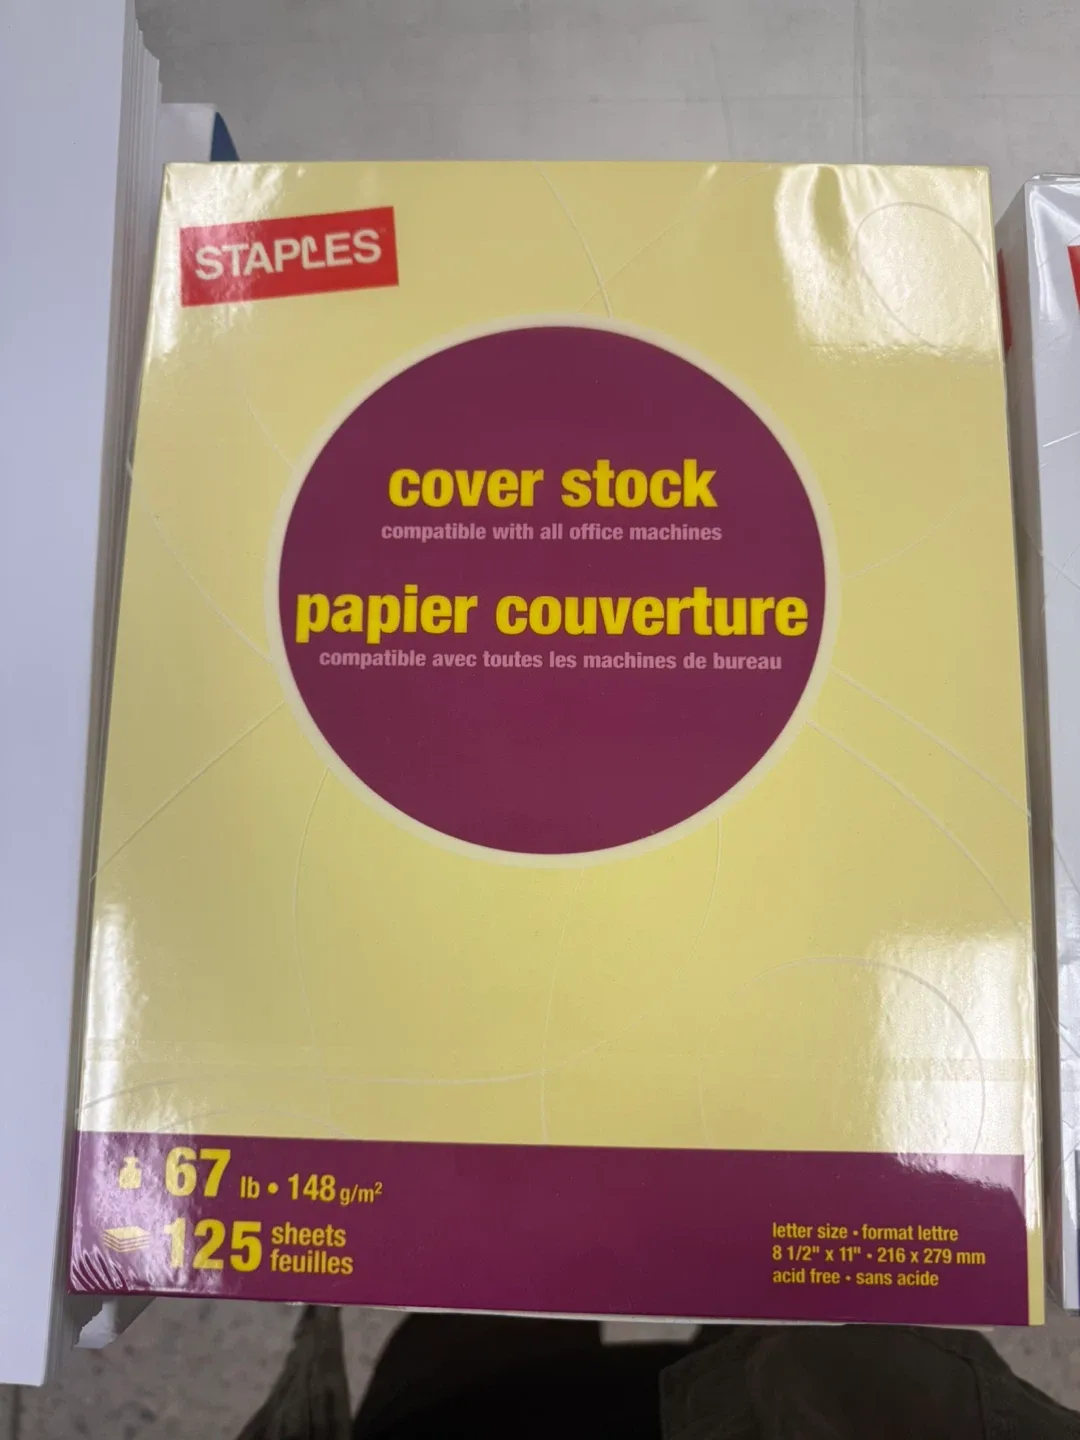 STAPLES
cover stock
compatible with all office machines
papier couverture
compatible avec toutes les machines de bureau
67 lb • 148 g/m²
125 sheets
feuilles
letter size • format lettre
8 1/2" x 11" • 216 x 279 mm
acid free • sans acide